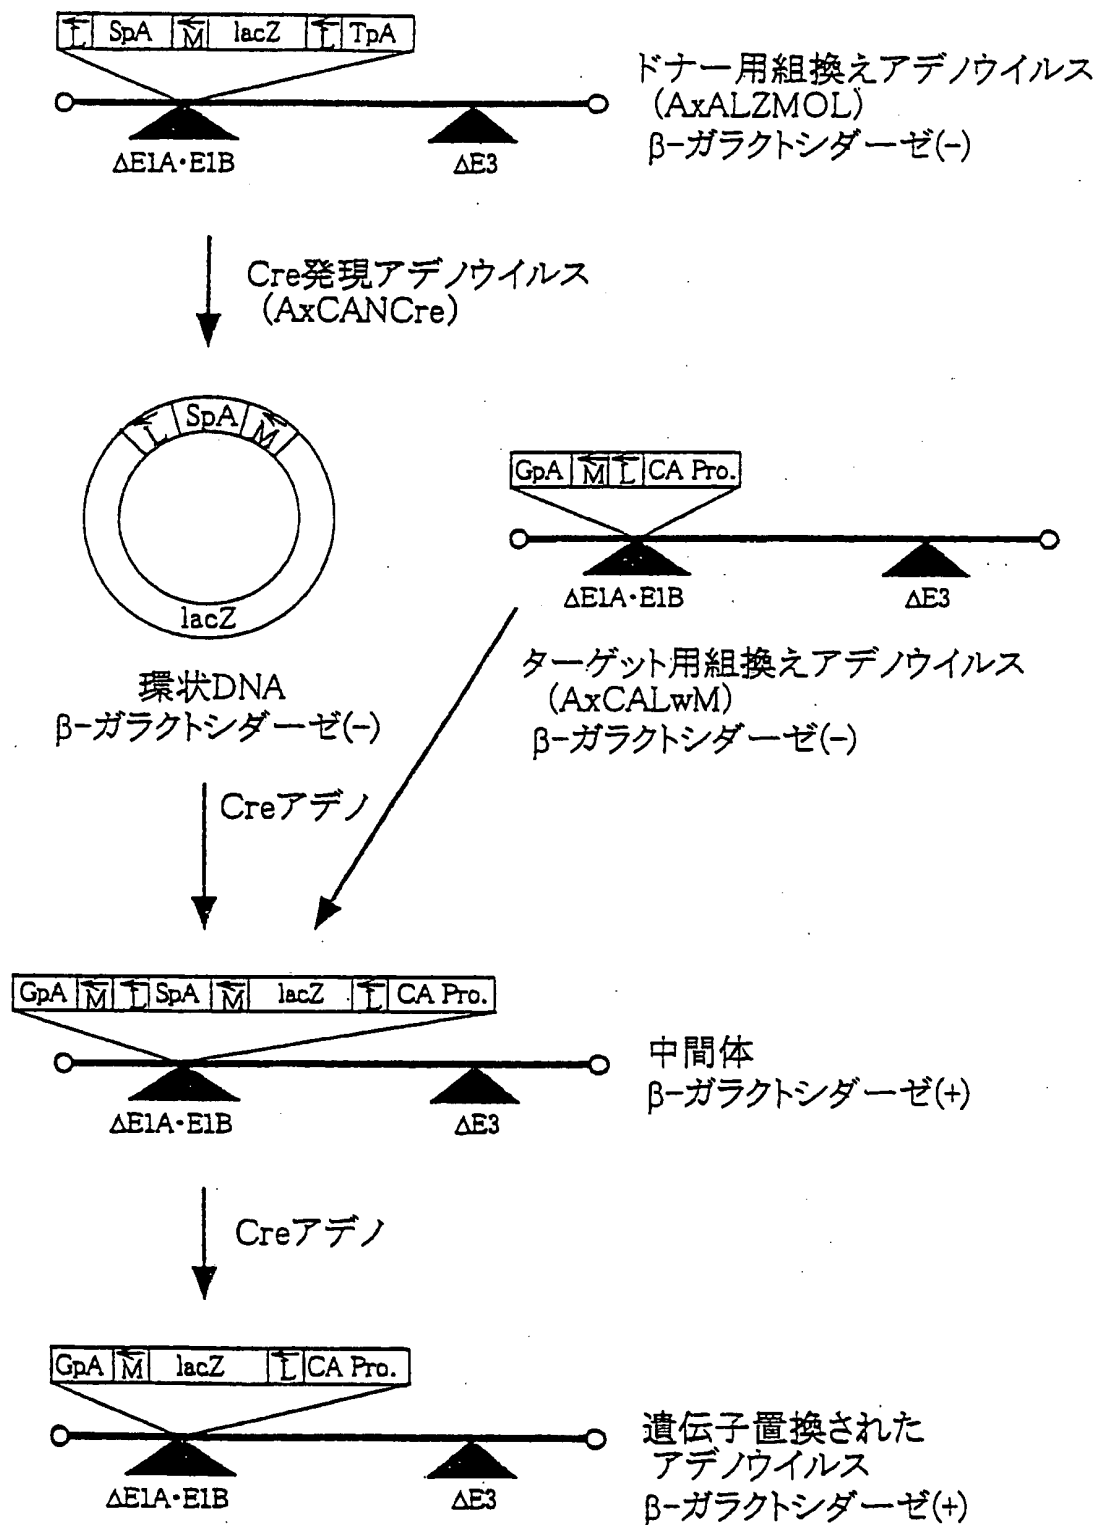 L SpA M lacZ L TpA
ドナー用組換えアデノウイルス
(AxALZMOL)
β-ガラクトシダーゼ(-)
ΔE1A・E1B
ΔE3
Cre発現アデノウイルス
(AxCANCre)
L SpA M
lacZ
環状DNA
β-ガラクトシダーゼ(-)
GpA M L CA Pro.
ΔE1A・E1B
ΔE3
ターゲット用組換えアデノウイルス
(AxCALwM)
β-ガラクトシダーゼ(-)
Creアデノ
GpA M L SpA M lacZ L CA Pro.
ΔE1A・E1B
ΔE3
中間体
β-ガラクトシダーゼ(+)
Creアデノ
GpA M lacZ L CA Pro.
ΔE1A・E1B
ΔE3
遺伝子置換された
アデノウイルス
β-ガラクトシダーゼ(+)